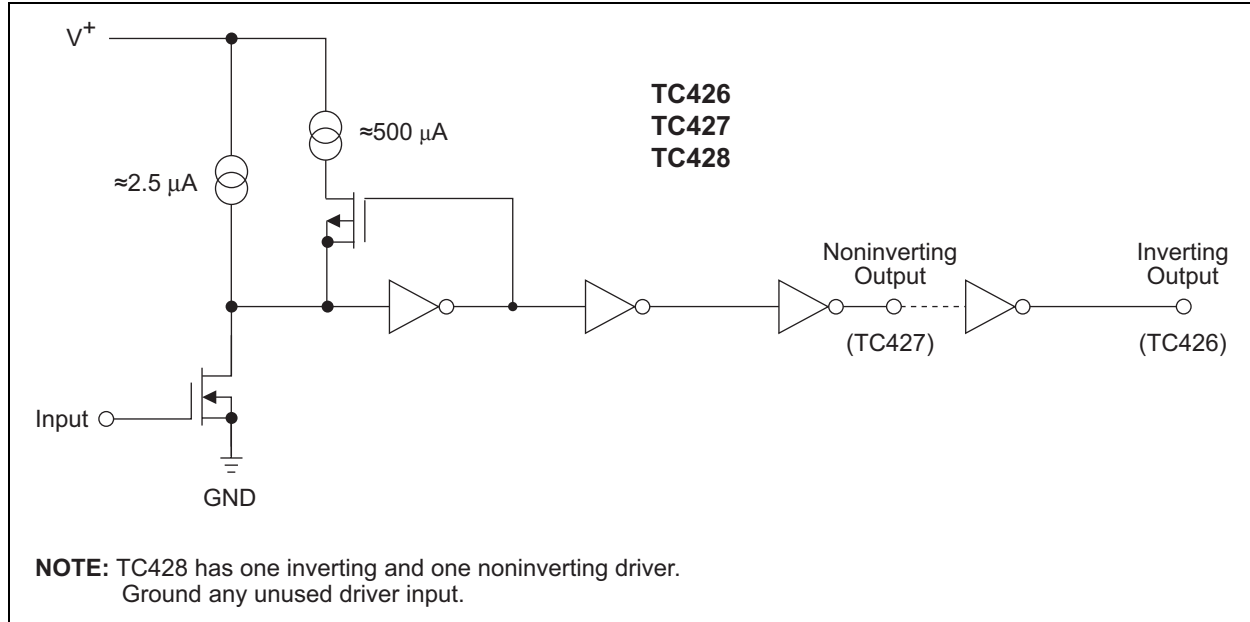 V+
≈500 μA
TC426
TC427
TC428
≈2.5 μA
Noninverting
Output
Inverting
Output
(TC427)
(TC426)
Input
GND
NOTE: TC428 has one inverting and one noninverting driver.
Ground any unused driver input.